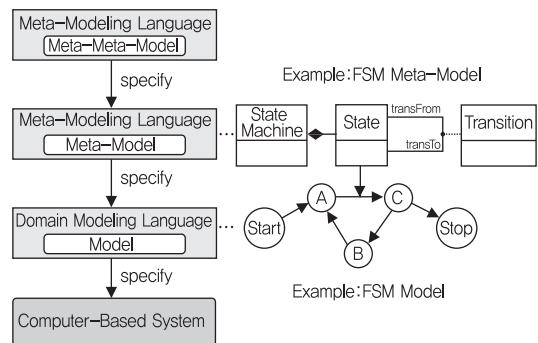 Meta-Modeling Language
Meta-Meta-Model
specify
Example:FSM Meta-Model
Meta-Modeling Language
Meta-Model
...
State
Machine
State
transFrom
transTo
Transition
specify
Domain Modeling Language
Model
...
Start
A
C
B
Stop
specify
Example:FSM Model
Computer-Based System